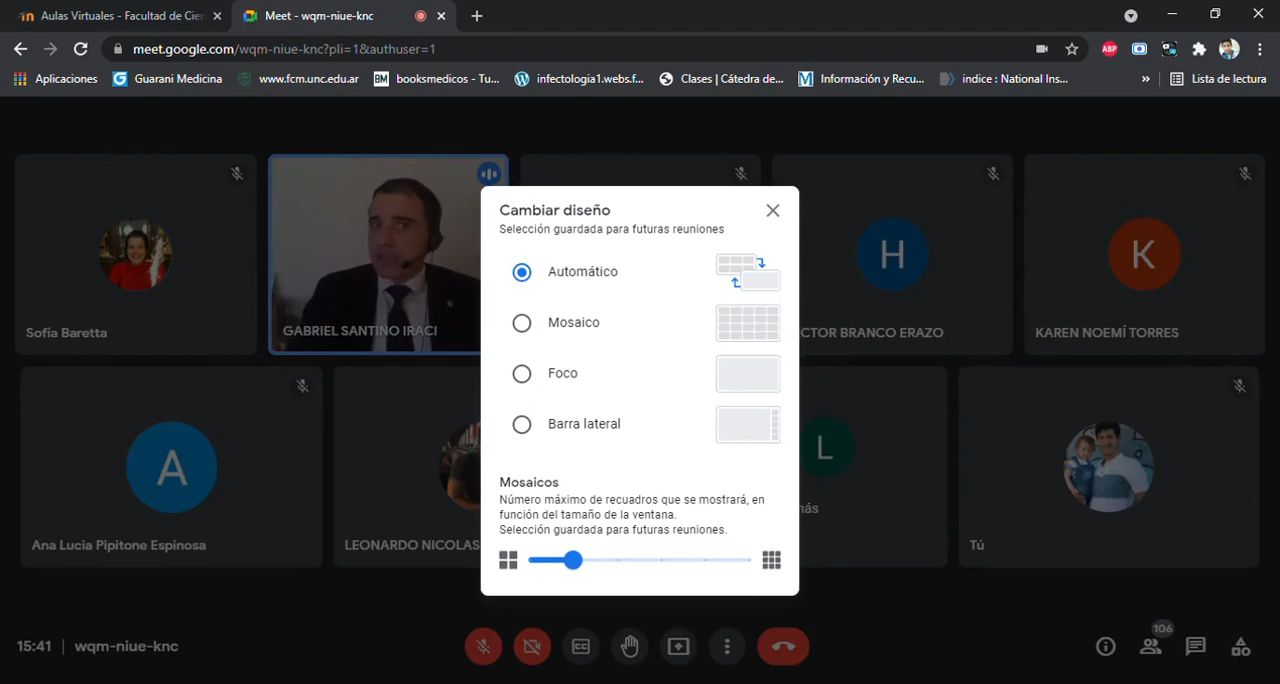 Aulas Virtuales - Facultad de Cien
Meet - wqm-niue-knc
meet.google.com/wqm-niue-knc?pli=1&authuser=1
ABP
Aplicaciones
Guarani Medicina
www.fcm.unc.edu.ar
BM booksmedicos - Tu...
infectologia1.webs.f...
Clases | Cátedra de...
Información y Recu...
indice : National Ins...
»
Lista de lectura
Sofía Baretta
GABRIEL SANTINO IRACI
H
CTOR BRANCO ERAZO
K
KAREN NOEMÍ TORRES
Cambiar diseño
Selección guardada para futuras reuniones
Automático
Mosaico
Foco
Barra lateral
Mosaicos
Número máximo de recuadros que se mostrará, en
función del tamaño de la ventana.
Selección guardada para futuras reuniones.
A
Ana Lucia Pipitone Espinosa
LEONARDO NICOLAS
L
más
Tú
15:41 | wqm-niue-knc
CC
106